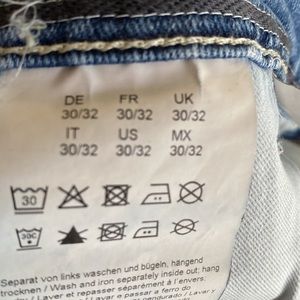 DE FR UK
30/32 30/32 30/32
IT US MX
30/32 30/32 30/32
30
30C
Separat von links waschen und bügeln, hängend
trocknen / Wash and iron separately inside out; hang
Laver et repasser séparément à l'envers